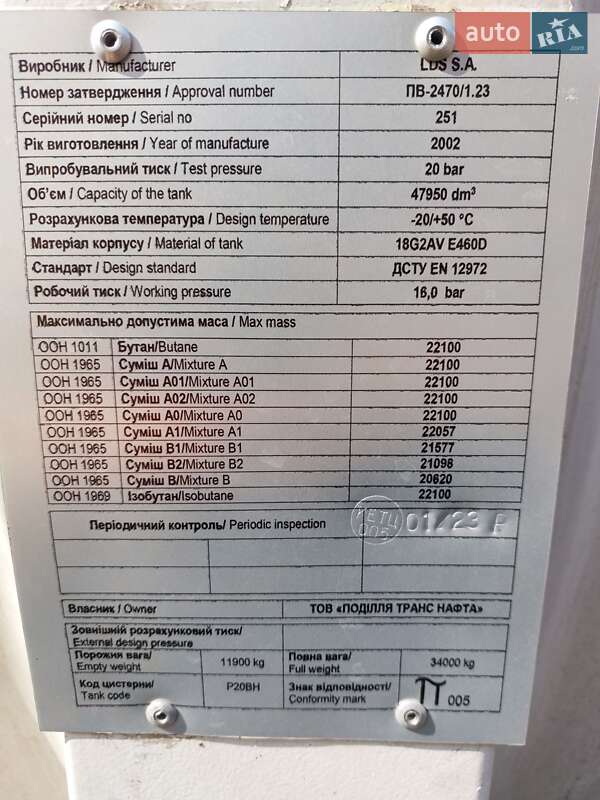 auto RIA.com
Виробник / Manufacturer LDS S.A.
Номер затвердження / Approval number ПВ-2470/1.23
Серійний номер / Serial no 251
Рік виготовлення / Year of manufacture 2002
Випробувальний тиск / Test pressure 20 bar
Об'єм / Capacity of the tank 47950 dm³
Розрахункова температура / Design temperature -20/+50 °C
Матеріал корпусу / Material of tank 18G2AV E460D
Стандарт / Design standard ДСТУ EN 12972
Робочий тиск / Working pressure 16,0 bar
Максимально допустима маса / Max mass
ООН 1011 Бутан/Butane 22100
ООН 1965 Суміш А/Mixture A 22100
ООН 1965 Суміш А01/Mixture A01 22100
ООН 1965 Суміш А02/Mixture A02 22100
ООН 1965 Суміш А0/Mixture A0 22100
ООН 1965 Суміш А1/Mixture A1 22057
ООН 1965 Суміш В1/Mixture B1 21577
ООН 1965 Суміш В2/Mixture B2 21098
ООН 1965 Суміш В/Mixture B 20620
ООН 1969 Ізобутан/Isobutane 22100
Періодичний контроль/ Periodic inspection 005 01/23 P
Власник / Owner ТОВ «ПОДІЛЛЯ ТРАНС НАФТА»
Зовнішній розрахунковий тиск/
External design pressure
Порожня вага/
Empty weight 11900 kg
Повна вага/
Full weight 34000 kg
Код цистерни/
Tank code P20BH
Знак відповідності/
Conformity mark π 005